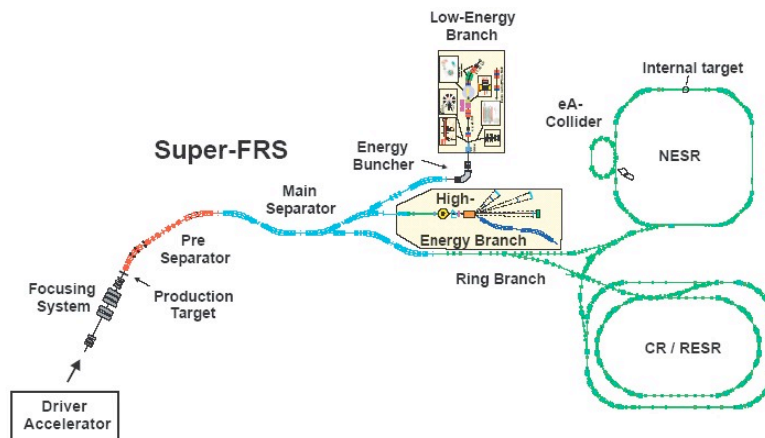 Low-Energy
Branch
Internal target
eA-
Collider
Super-FRS
Energy
Buncher
NESR
Main
Separator
High-
Energy Branch
Pre
Separator
Ring Branch
Focusing
System
Production
Target
CR / RESR
Driver
Accelerator